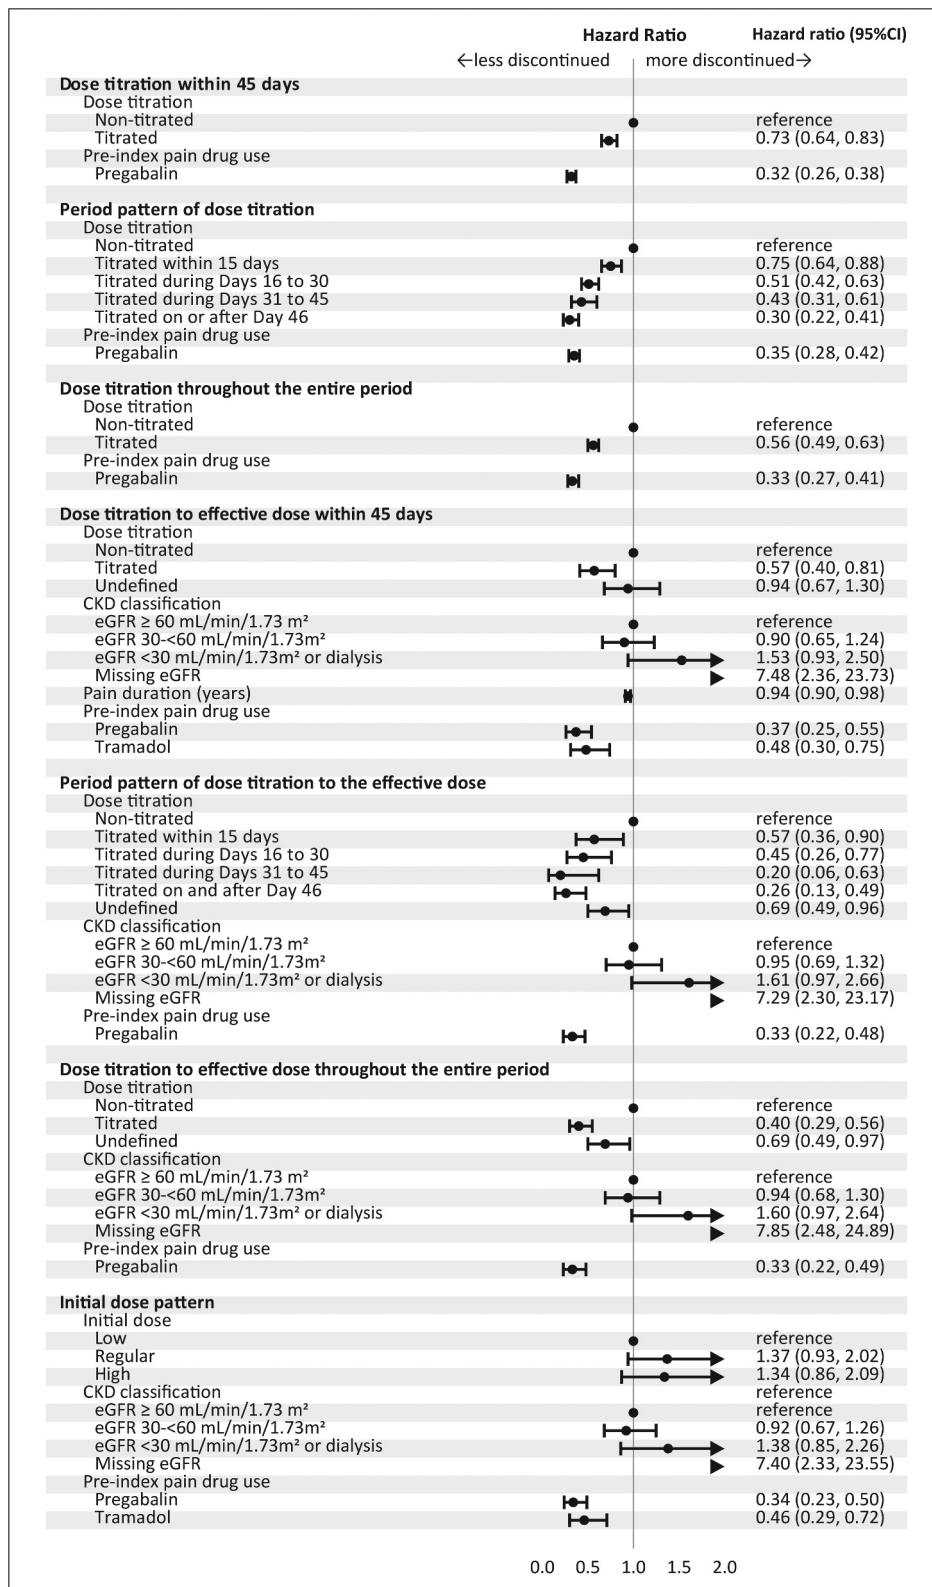 Hazard Ratio Hazard ratio (95%CI)
←less discontinued more discontinued→
Dose titration within 45 days
Dose titration
Non-titrated reference
Titrated 0.73 (0.64, 0.83)
Pre-index pain drug use
Pregabalin 0.32 (0.26, 0.38)
Period pattern of dose titration
Dose titration
Non-titrated reference
Titrated within 15 days 0.75 (0.64, 0.88)
Titrated during Days 16 to 30 0.51 (0.42, 0.63)
Titrated during Days 31 to 45 0.43 (0.31, 0.61)
Titrated on or after Day 46 0.30 (0.22, 0.41)
Pre-index pain drug use
Pregabalin 0.35 (0.28, 0.42)
Dose titration throughout the entire period
Dose titration
Non-titrated reference
Titrated 0.56 (0.49, 0.63)
Pre-index pain drug use
Pregabalin 0.33 (0.27, 0.41)
Dose titration to effective dose within 45 days
Dose titration
Non-titrated reference
Titrated 0.57 (0.40, 0.81)
Undefined 0.94 (0.67, 1.30)
CKD classification
eGFR ≥ 60 mL/min/1.73 m² reference
eGFR 30-<60 mL/min/1.73m² 0.90 (0.65, 1.24)
eGFR <30 mL/min/1.73m² or dialysis 1.53 (0.93, 2.50)
Missing eGFR 7.48 (2.36, 23.73)
Pain duration (years) 0.94 (0.90, 0.98)
Pre-index pain drug use
Pregabalin 0.37 (0.25, 0.55)
Tramadol 0.48 (0.30, 0.75)
Period pattern of dose titration to the effective dose
Dose titration
Non-titrated reference
Titrated within 15 days 0.57 (0.36, 0.90)
Titrated during Days 16 to 30 0.45 (0.26, 0.77)
Titrated during Days 31 to 45 0.20 (0.06, 0.63)
Titrated on and after Day 46 0.26 (0.13, 0.49)
Undefined 0.69 (0.49, 0.96)
CKD classification
eGFR ≥ 60 mL/min/1.73 m² reference
eGFR 30-<60 mL/min/1.73m² 0.95 (0.69, 1.32)
eGFR <30 mL/min/1.73m² or dialysis 1.61 (0.97, 2.66)
Missing eGFR 7.29 (2.30, 23.17)
Pre-index pain drug use
Pregabalin 0.33 (0.22, 0.48)
Dose titration to effective dose throughout the entire period
Dose titration
Non-titrated reference
Titrated 0.40 (0.29, 0.56)
Undefined 0.69 (0.49, 0.97)
CKD classification
eGFR ≥ 60 mL/min/1.73 m² reference
eGFR 30-<60 mL/min/1.73m² 0.94 (0.68, 1.30)
eGFR <30 mL/min/1.73m² or dialysis 1.60 (0.97, 2.64)
Missing eGFR 7.85 (2.48, 24.89)
Pre-index pain drug use
Pregabalin 0.33 (0.22, 0.49)
Initial dose pattern
Initial dose
Low reference
Regular 1.37 (0.93, 2.02)
High 1.34 (0.86, 2.09)
CKD classification reference
eGFR ≥ 60 mL/min/1.73 m² reference
eGFR 30-<60 mL/min/1.73m² 0.92 (0.67, 1.26)
eGFR <30 mL/min/1.73m² or dialysis 1.38 (0.85, 2.26)
Missing eGFR 7.40 (2.33, 23.55)
Pre-index pain drug use
Pregabalin 0.34 (0.23, 0.50)
Tramadol 0.46 (0.29, 0.72)
0.0 0.5 1.0 1.5 2.0